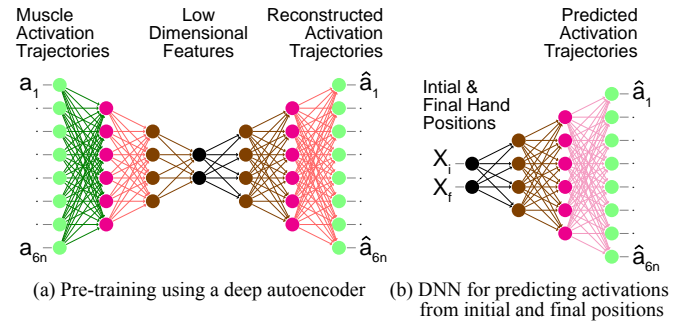 Muscle
Activation
Trajectories
Low
Dimensional
Features
Reconstructed
Activation
Trajectories
a1
a6n
â1
â6n
(a) Pre-training using a deep autoencoder
Predicted
Activation
Trajectories
Intial &
Final Hand
Positions
Xi
Xf
â1
â6n
(b) DNN for predicting activations
from initial and final positions